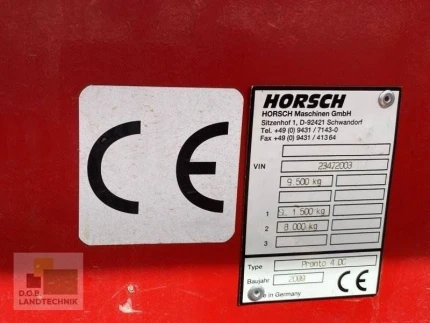 CE
HORSCH
HORSCH Maschinen GmbH
Sitzenhof 1, D-92421 Schwandorf
Tel. +49 (0) 9431 / 7143-0
Fax +49 (0) 9431 / 41364
VIN 23472003
9.500 kg
1 1.500 kg
2 8.000 kg
3
Type Pronto 4 DC
Baujahr CE
in Germany
D.O.P
LANDTECHNIK